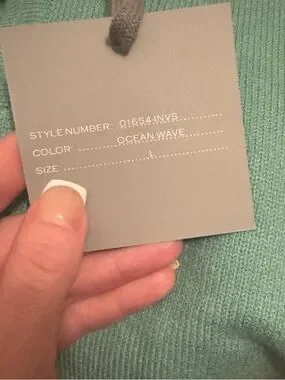 STYLE NUMBER 01654-INVS
COLOR OCEAN WAVE
SIZE L